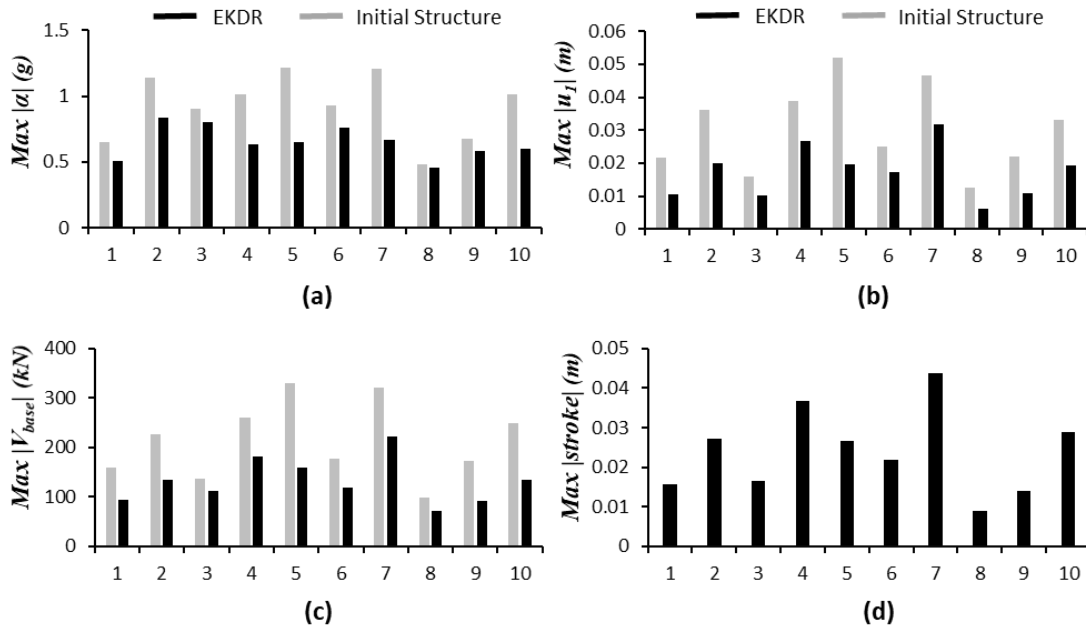 EKDR Initial Structure
Max |a| (g)
1.5
1
0.5
0
1 2 3 4 5 6 7 8 9 10
(a)
EKDR Initial Structure
Max |u₁| (m)
0.06
0.05
0.04
0.03
0.02
0.01
0
1 2 3 4 5 6 7 8 9 10
(b)
Max |V_base| (kN)
400
300
200
100
0
1 2 3 4 5 6 7 8 9 10
(c)
Max |stroke| (m)
0.05
0.04
0.03
0.02
0.01
0
1 2 3 4 5 6 7 8 9 10
(d)